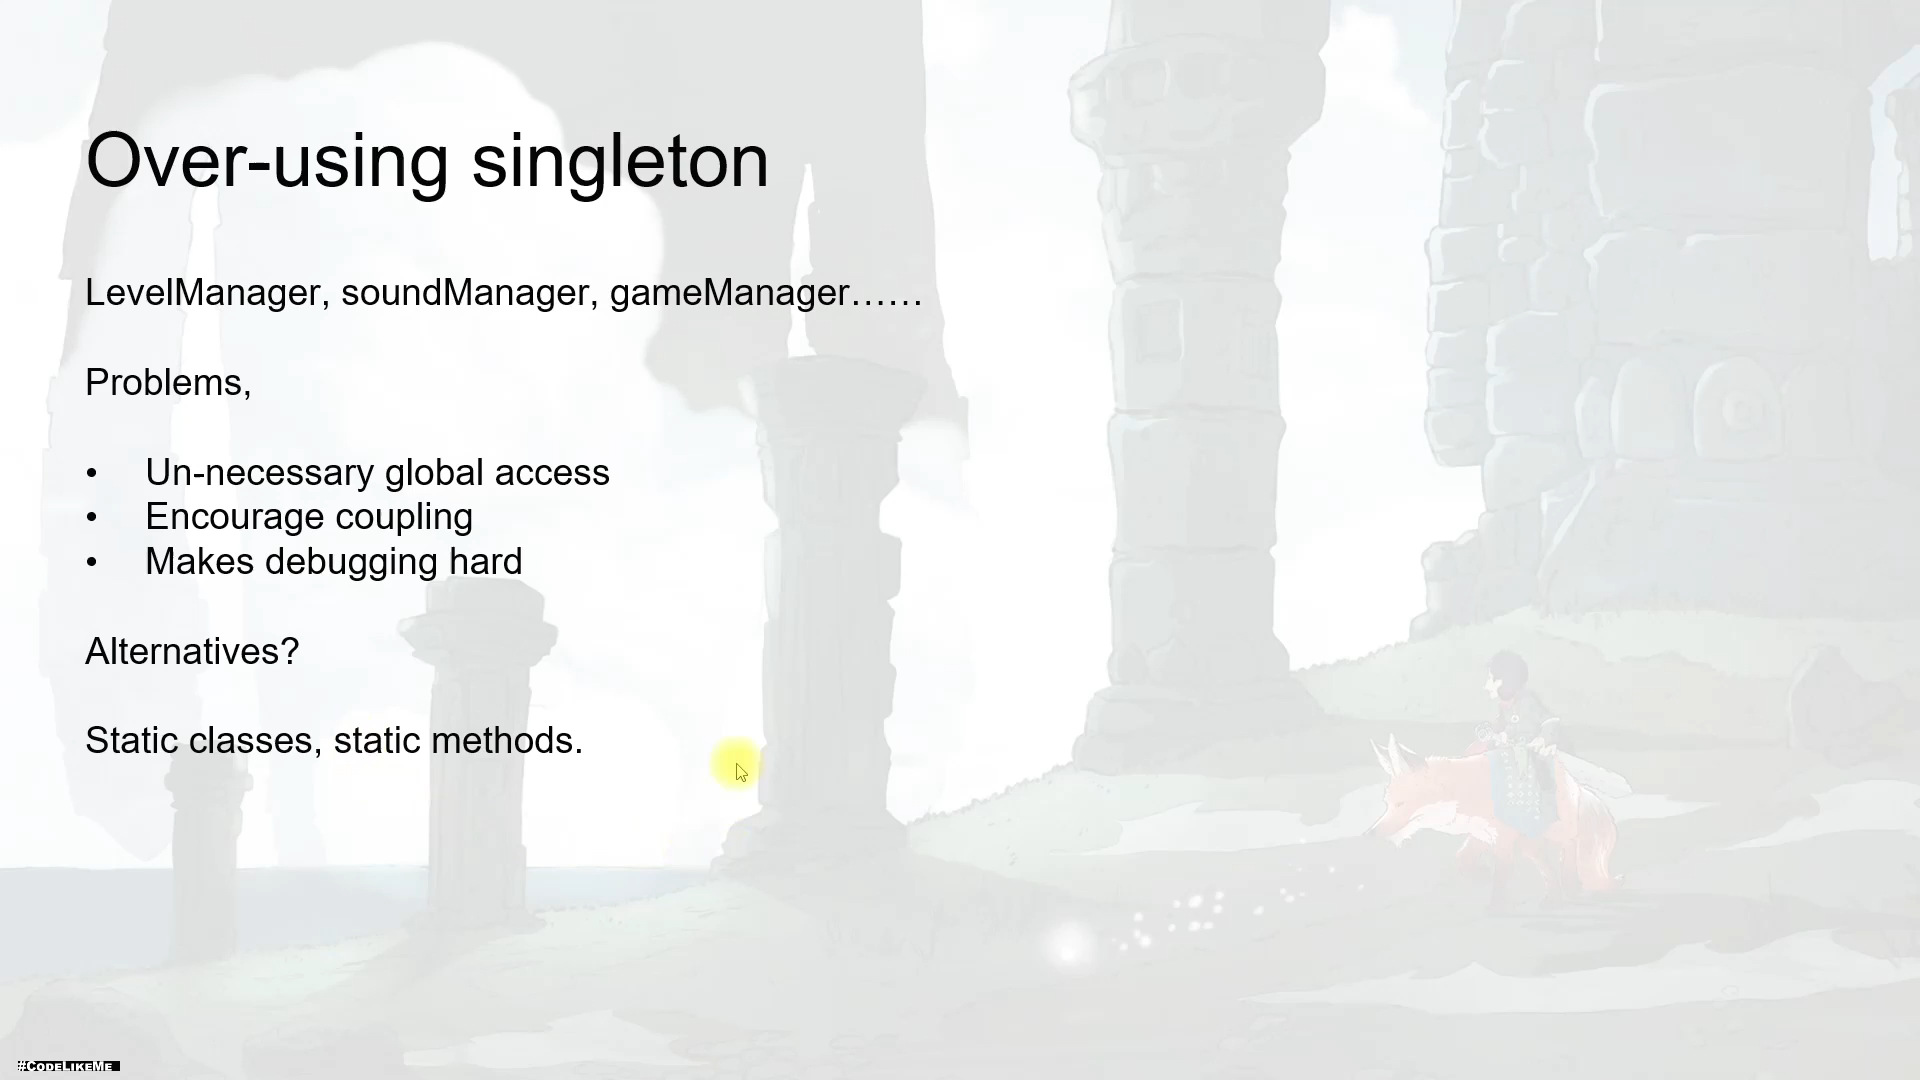 Over-using singleton
LevelManager, soundManager, gameManager……
Problems,
• Un-necessary global access
• Encourage coupling
• Makes debugging hard
Alternatives?
Static classes, static methods.
#CodeLikeMe